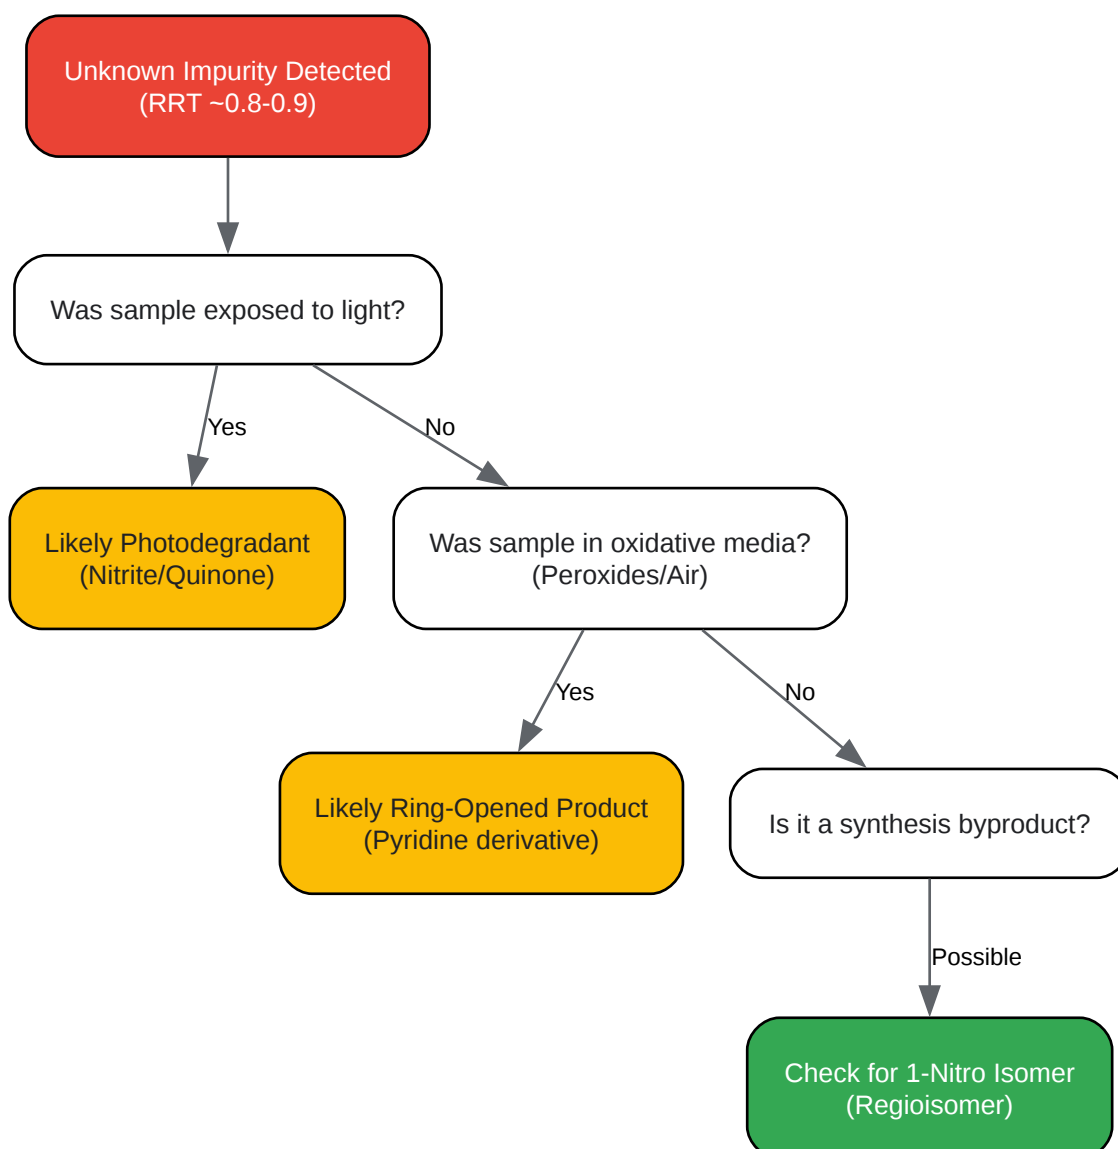 Unknown Impurity Detected
(RRT ~0.8-0.9)
Was sample exposed to light?
Yes
No
Likely Photodegradant
(Nitrite/Quinone)
Was sample in oxidative media?
(Peroxides/Air)
Yes
No
Likely Ring-Opened Product
(Pyridine derivative)
Is it a synthesis byproduct?
Possible
Check for 1-Nitro Isomer
(Regioisomer)